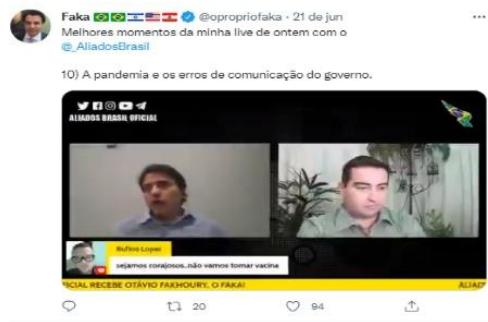 Faka @opropriofaka · 21 de jun
Melhores momentos da minha live de ontem com o
@_AliadosBrasil
10) A pandemia e os erros de comunicação do governo.
ALIADOS BRASIL OFICIAL
Rufino Lopes
sejamos corajosos..não vamos tomar vacina
ICIAL RECEBE OTÁVIO FAKHOURY, O FAKA!
ALIAD
20
94